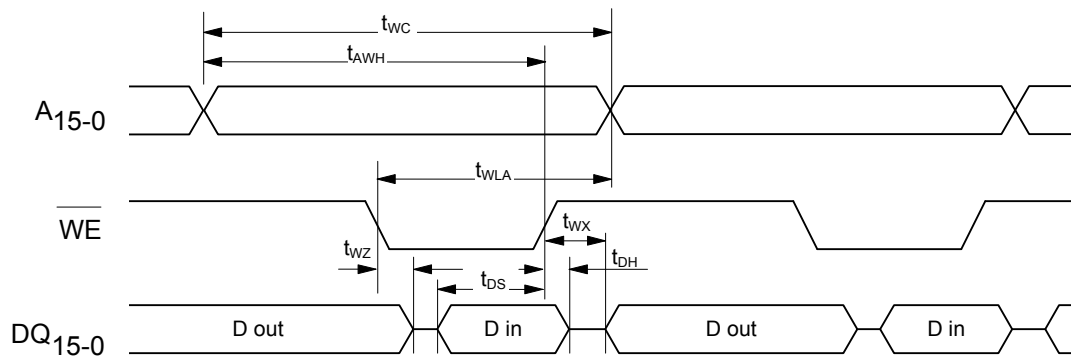 tWC
tAWH
A15-0
tWLA
WE
tWX
tWZ
tDH
tDS
DQ15-0
D out
D in
D out
D in